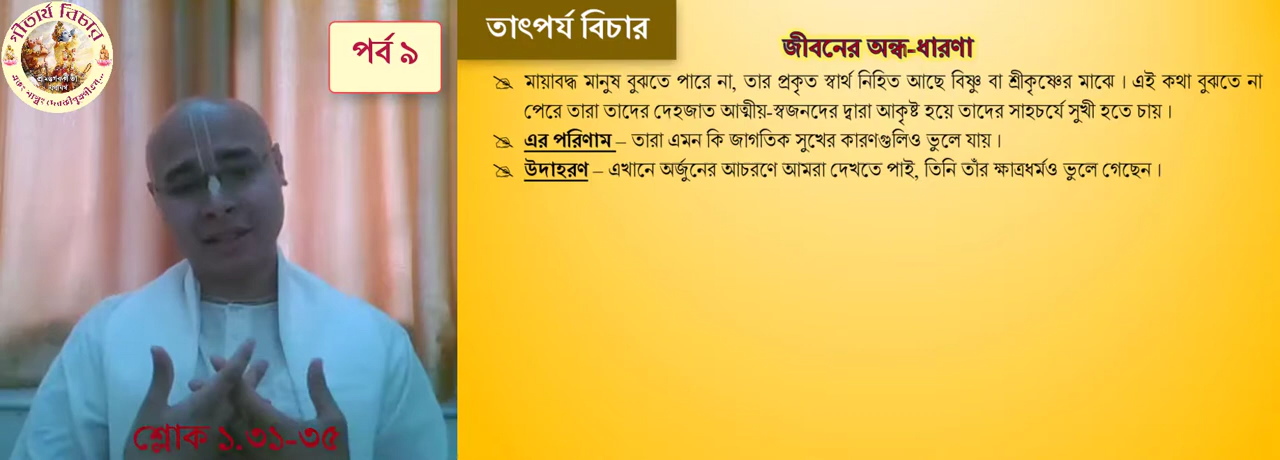 গীতার্থ বিচার
পর্ব ৯
শ্লোক ১.৩১-৩৫
তাৎপর্য বিচার
জীবনের অন্ধ-ধারণা
মায়াবদ্ধ মানুষ বুঝতে পারে না, তার প্রকৃত স্বার্থ নিহিত আছে বিষ্ণু বা শ্রীকৃষ্ণের মাঝে। এই কথা বুঝতে না
পেরে তারা তাদের দেহজাত আত্মীয়-স্বজনদের দ্বারা আকৃষ্ট হয়ে তাদের সাহচর্যে সুখী হতে চায়।
এর পরিণাম – তারা এমন কি জাগতিক সুখের কারণগুলিও ভুলে যায়।
উদাহরণ – এখানে অর্জুনের আচরণে আমরা দেখতে পাই, তিনি তাঁর ক্ষাত্রধর্মও ভুলে গেছেন।